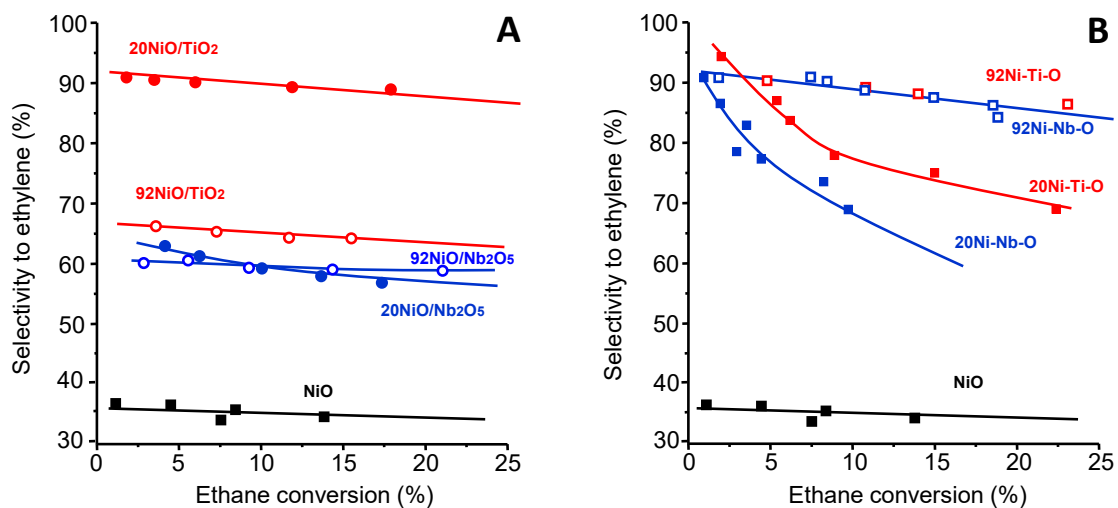 A
100
90
80
70
60
50
40
30
0
5
10
15
20
25
Selectivity to ethylene (%)
Ethane conversion (%)
20NiO/TiO2
92NiO/TiO2
92NiO/Nb2O5
20NiO/Nb2O5
NiO
B
100
90
80
70
60
50
40
30
0
5
10
15
20
25
Selectivity to ethylene (%)
Ethane conversion (%)
92Ni-Ti-O
92Ni-Nb-O
20Ni-Ti-O
20Ni-Nb-O
NiO